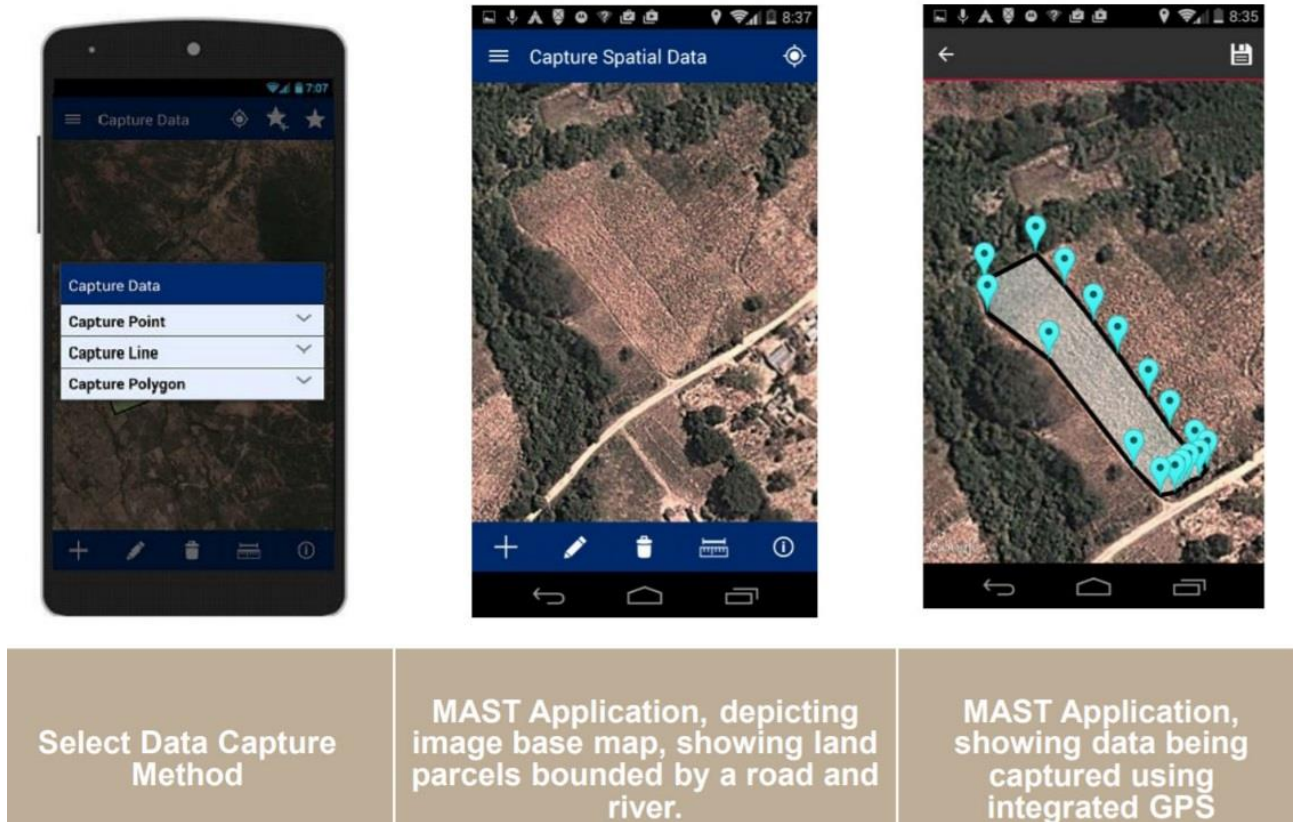 7:07
Capture Data
Capture Data
Capture Point
Capture Line
Capture Polygon
8:37
Capture Spatial Data
8:35
Select Data Capture
Method
MAST Application, depicting
image base map, showing land
parcels bounded by a road and
river.
MAST Application,
showing data being
captured using
integrated GPS